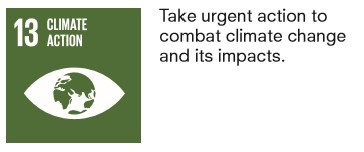 13 CLIMATE
ACTION
Take urgent action to
combat climate change
and its impacts.